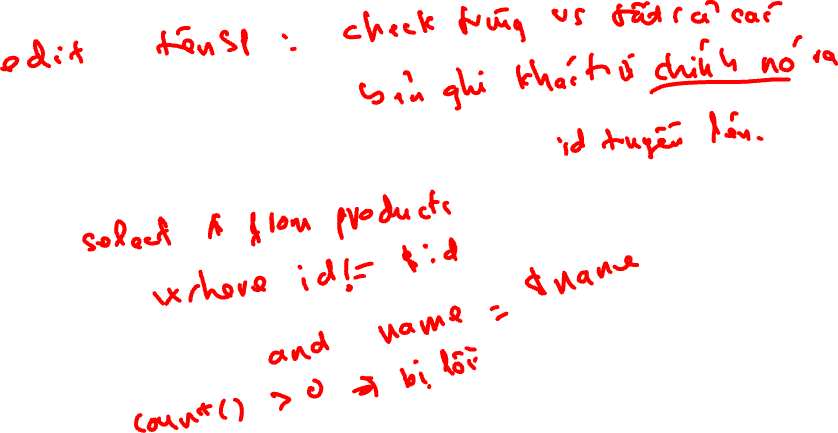 edit tênSP : check trùng vs tất cả các
bản ghi khác trừ chính nó ra
id truyền lên.
select * from products
where id != $id
and name = $name
count() > 0 → bị lỗi